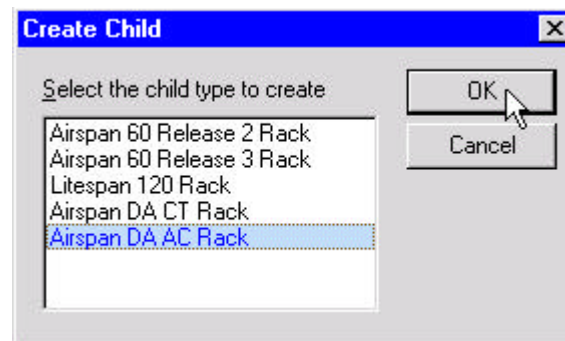 Create Child
Select the child type to create
OK
Cancel
Airspan 60 Release 2 Rack
Airspan 60 Release 3 Rack
Litespan 120 Rack
Airspan DA CT Rack
Airspan DA AC Rack